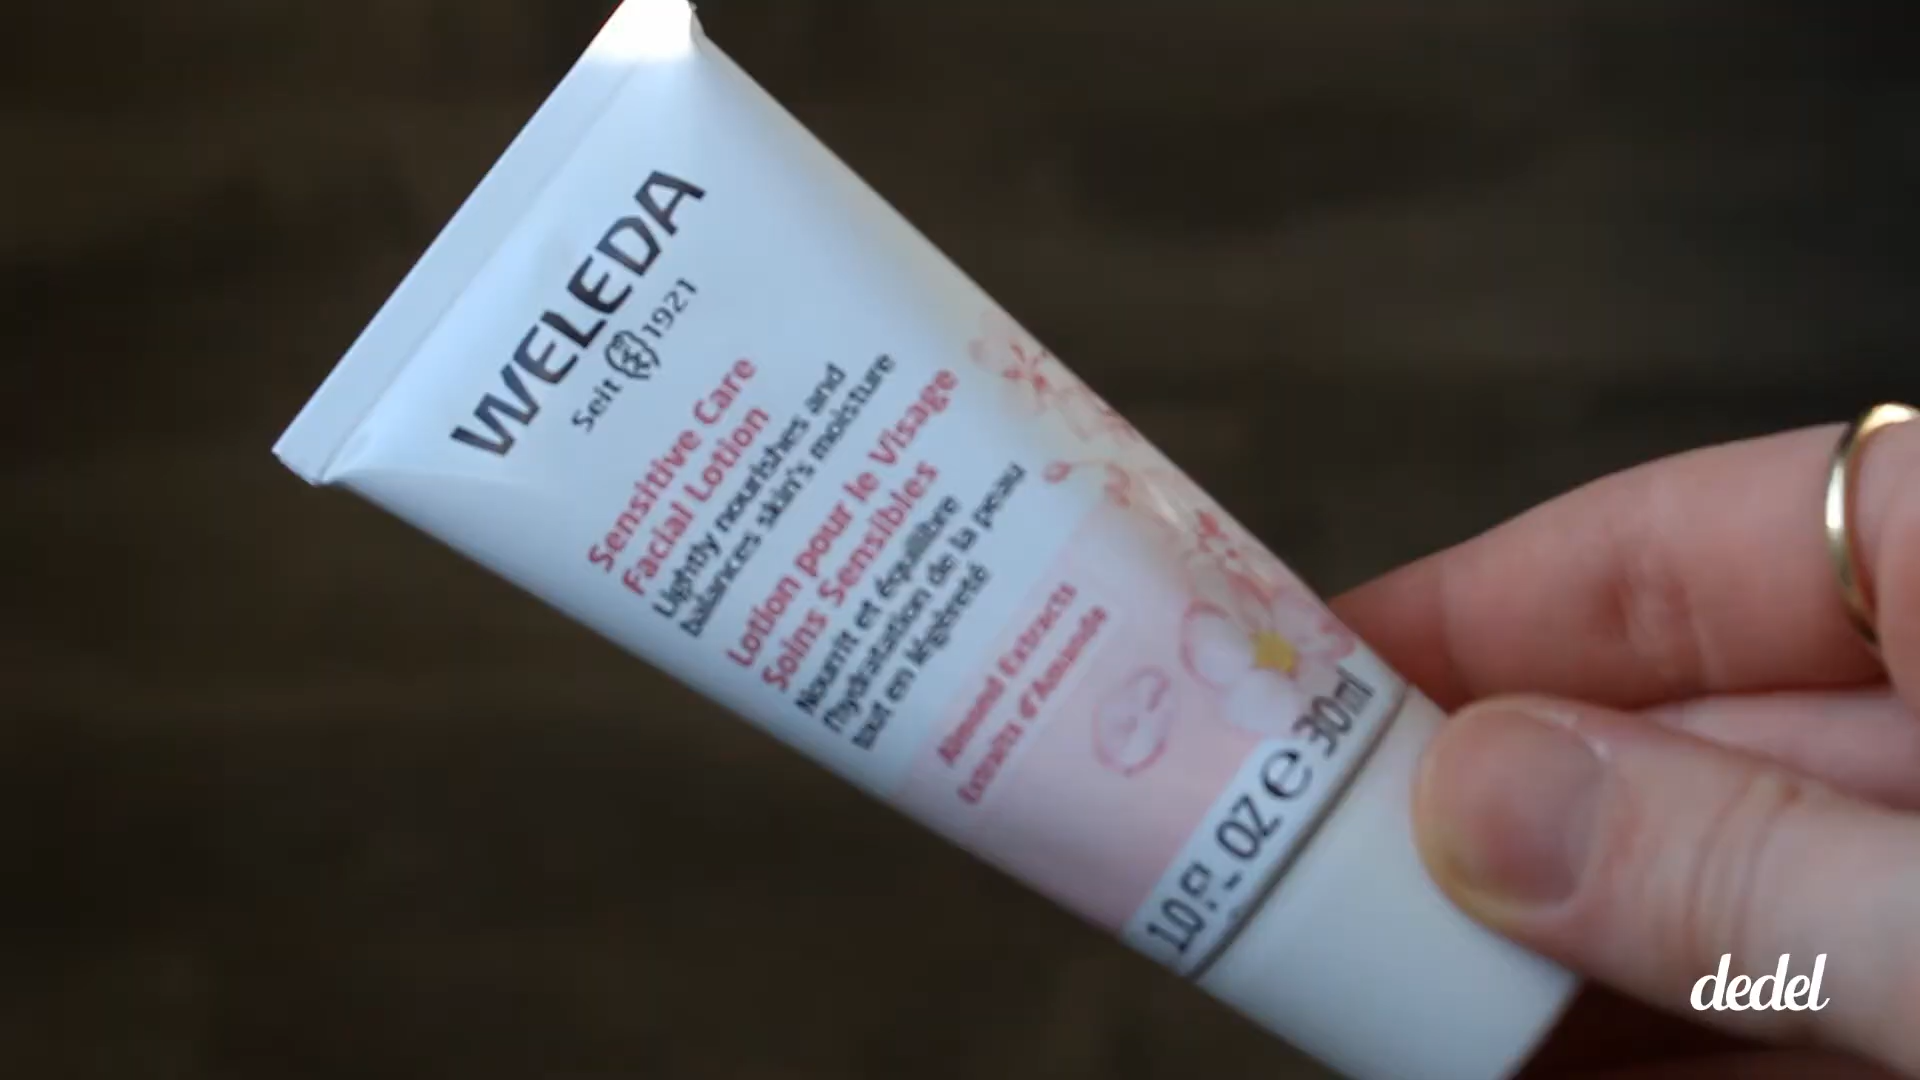 WELEDA
Seit 1921
Sensitive Care
Facial Lotion
Lightly nourishes and
balances skin's moisture
Lotion pour le Visage
Soins Sensibles
Nourrit et équilibre
l'hydratation de la peau
tout en légèreté
Almond Extracts
Extraits d'Amande
1.0 FL. OZ e 30ml
dedel